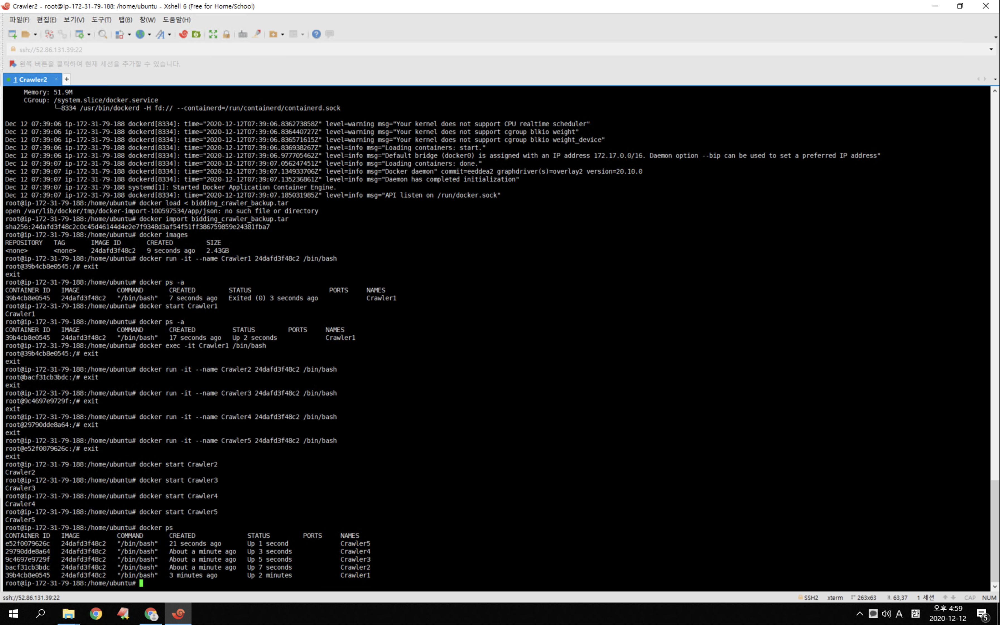 Crawler2 - root@ip-172-31-79-188: /home/ubuntu - Xshell 6 (Free for Home/School)
파일(F) 편집(E) 보기(V) 도구(T) 탭(B) 창(W) 도움말(H)
ssh://52.86.131.39:22
왼쪽 버튼을 클릭하여 현재 세션을 추가할 수 있습니다.
1 Crawler2 × +
Memory: 51.9M
CGroup: /system.slice/docker.service
└─8334 /usr/bin/dockerd -H fd:// --containerd=/run/containerd/containerd.sock
Dec 12 07:39:06 ip-172-31-79-188 dockerd[8334]: time="2020-12-12T07:39:06.836273858Z" level=warning msg="Your kernel does not support CPU realtime scheduler"
Dec 12 07:39:06 ip-172-31-79-188 dockerd[8334]: time="2020-12-12T07:39:06.836440727Z" level=warning msg="Your kernel does not support cgroup blkio weight"
Dec 12 07:39:06 ip-172-31-79-188 dockerd[8334]: time="2020-12-12T07:39:06.836571615Z" level=warning msg="Your kernel does not support cgroup blkio weight_device"
Dec 12 07:39:06 ip-172-31-79-188 dockerd[8334]: time="2020-12-12T07:39:06.836938267Z" level=info msg="Loading containers: start."
Dec 12 07:39:06 ip-172-31-79-188 dockerd[8334]: time="2020-12-12T07:39:06.977705462Z" level=info msg="Default bridge (docker0) is assigned with an IP address 172.17.0.0/16. Daemon option --bip can be used to set a preferred IP address"
Dec 12 07:39:07 ip-172-31-79-188 dockerd[8334]: time="2020-12-12T07:39:07.056247451Z" level=info msg="Loading containers: done."
Dec 12 07:39:07 ip-172-31-79-188 dockerd[8334]: time="2020-12-12T07:39:07.134933706Z" level=info msg="Docker daemon" commit=eeddea2 graphdriver(s)=overlay2 version=20.10.0
Dec 12 07:39:07 ip-172-31-79-188 dockerd[8334]: time="2020-12-12T07:39:07.135236861Z" level=info msg="Daemon has completed initialization"
Dec 12 07:39:07 ip-172-31-79-188 systemd[1]: Started Docker Application Container Engine.
Dec 12 07:39:07 ip-172-31-79-188 dockerd[8334]: time="2020-12-12T07:39:07.185031985Z" level=info msg="API listen on /run/docker.sock"
root@ip-172-31-79-188:/home/ubuntu# docker load < bidding_crawler_backup.tar
open /var/lib/docker/tmp/docker-import-100597534/app/json: no such file or directory
root@ip-172-31-79-188:/home/ubuntu# docker import bidding_crawler_backup.tar
sha256:24dafd3f48c2c0c45d46144d4e2e7f9348d3af54f51ff386759859e24381fba7
root@ip-172-31-79-188:/home/ubuntu# docker images
REPOSITORY TAG IMAGE ID CREATED SIZE
<none> <none> 24dafd3f48c2 9 seconds ago 2.43GB
root@ip-172-31-79-188:/home/ubuntu# docker run -it --name Crawler1 24dafd3f48c2 /bin/bash
root@39b4cb8e0545:/# exit
exit
root@ip-172-31-79-188:/home/ubuntu# docker ps -a
CONTAINER ID IMAGE COMMAND CREATED STATUS PORTS NAMES
39b4cb8e0545 24dafd3f48c2 "/bin/bash" 7 seconds ago Exited (0) 3 seconds ago Crawler1
root@ip-172-31-79-188:/home/ubuntu# docker start Crawler1
Crawler1
root@ip-172-31-79-188:/home/ubuntu# docker ps -a
CONTAINER ID IMAGE COMMAND CREATED STATUS PORTS NAMES
39b4cb8e0545 24dafd3f48c2 "/bin/bash" 17 seconds ago Up 2 seconds Crawler1
root@ip-172-31-79-188:/home/ubuntu# docker exec -it Crawler1 /bin/bash
root@39b4cb8e0545:/# exit
exit
root@ip-172-31-79-188:/home/ubuntu# docker run -it --name Crawler2 24dafd3f48c2 /bin/bash
root@bacf31cb3bdc:/# exit
exit
root@ip-172-31-79-188:/home/ubuntu# docker run -it --name Crawler3 24dafd3f48c2 /bin/bash
root@9c4697e9729f:/# exit
exit
root@ip-172-31-79-188:/home/ubuntu# docker run -it --name Crawler4 24dafd3f48c2 /bin/bash
root@29790dde8a64:/# exit
exit
root@ip-172-31-79-188:/home/ubuntu# docker run -it --name Crawler5 24dafd3f48c2 /bin/bash
root@e52f0079626c:/# exit
exit
root@ip-172-31-79-188:/home/ubuntu# docker start Crawler2
Crawler2
root@ip-172-31-79-188:/home/ubuntu# docker start Crawler3
Crawler3
root@ip-172-31-79-188:/home/ubuntu# docker start Crawler4
Crawler4
root@ip-172-31-79-188:/home/ubuntu# docker start Crawler5
Crawler5
root@ip-172-31-79-188:/home/ubuntu# docker ps
CONTAINER ID IMAGE COMMAND CREATED STATUS PORTS NAMES
e52f0079626c 24dafd3f48c2 "/bin/bash" 21 seconds ago Up 1 second Crawler5
29790dde8a64 24dafd3f48c2 "/bin/bash" About a minute ago Up 3 seconds Crawler4
9c4697e9729f 24dafd3f48c2 "/bin/bash" About a minute ago Up 5 seconds Crawler3
bacf31cb3bdc 24dafd3f48c2 "/bin/bash" About a minute ago Up 7 seconds Crawler2
39b4cb8e0545 24dafd3f48c2 "/bin/bash" 3 minutes ago Up 2 minutes Crawler1
root@ip-172-31-79-188:/home/ubuntu#
ssh://52.86.131.39:22 SSH2 xterm 263x63 63,37 1 세션 CAP NUM
A 한 오후 4:59
2020-12-12 5